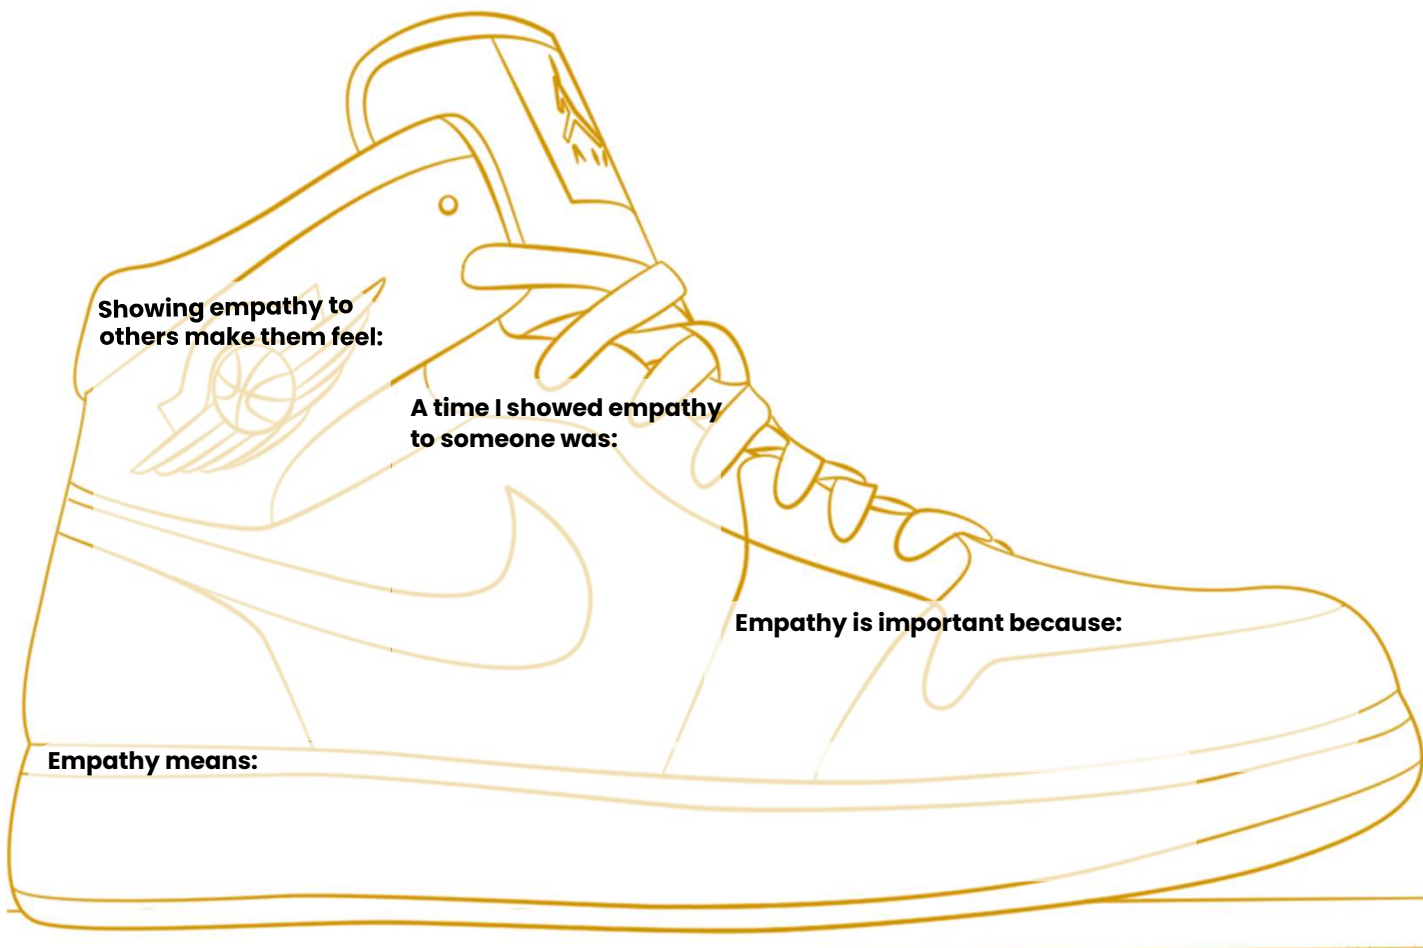 Showing empathy to
others make them feel:
A time I showed empathy
to someone was:
Empathy is important because:
Empathy means: